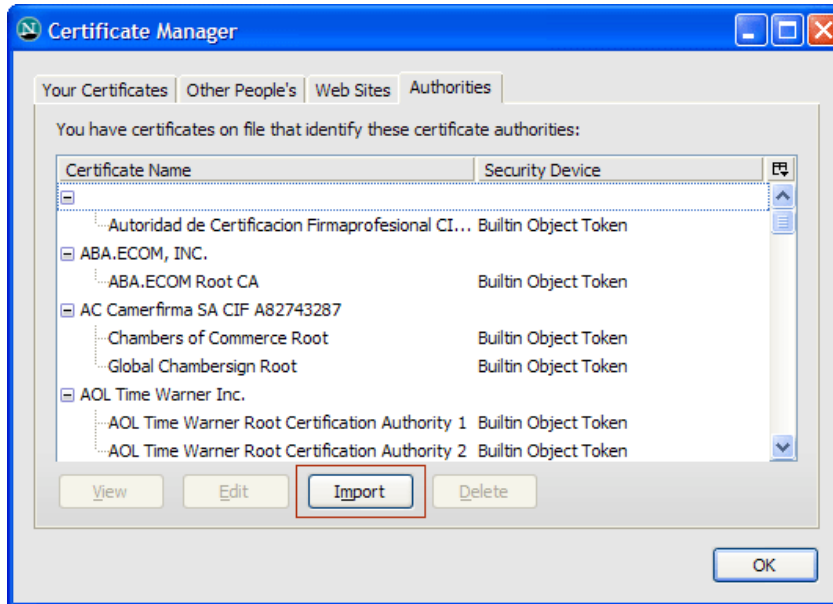 Certificate Manager
Your Certificates Other People's Web Sites Authorities
You have certificates on file that identify these certificate authorities:
Certificate Name Security Device
Autoridad de Certificacion Firmaprofesional CI... Builtin Object Token
ABA.ECOM, INC.
ABA.ECOM Root CA Builtin Object Token
AC Camerfirma SA CIF A82743287
Chambers of Commerce Root Builtin Object Token
Global Chambersign Root Builtin Object Token
AOL Time Warner Inc.
AOL Time Warner Root Certification Authority 1 Builtin Object Token
AOL Time Warner Root Certification Authority 2 Builtin Object Token
View Edit Import Delete
OK